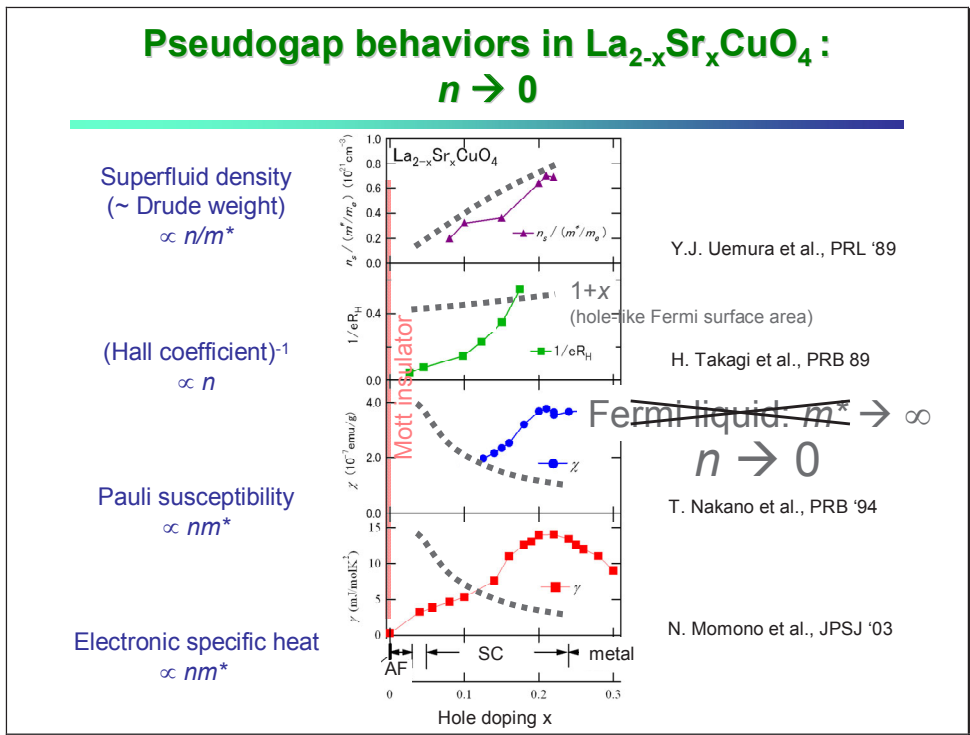 Pseudogap behaviors in La2-xSrxCuO4 :
n → 0
Superfluid density
(~ Drude weight)
∝ n/m*
(Hall coefficient)-1
∝ n
Pauli susceptibility
∝ nm*
Electronic specific heat
∝ nm*
La2-xSrxCuO4
ns / (m*/me) (10^21 cm^-3)
1.0
0.8
0.6
0.4
0.2
0.0
ns / (m*/me)
Y.J. Uemura et al., PRL ‘89
1/eRH
0.4
0.0
1+x
(hole-like Fermi surface area)
1/eRH
H. Takagi et al., PRB 89
Mott insulator
χ (10^-7 emu/g)
4.0
2.0
0.0
χ
Fermi liquid: m* → ∞
n → 0
T. Nakano et al., PRB ‘94
γ (mJ/molK^2)
15
10
5
0
γ
N. Momono et al., JPSJ ‘03
AF
SC
metal
0 0.1 0.2 0.3
Hole doping x